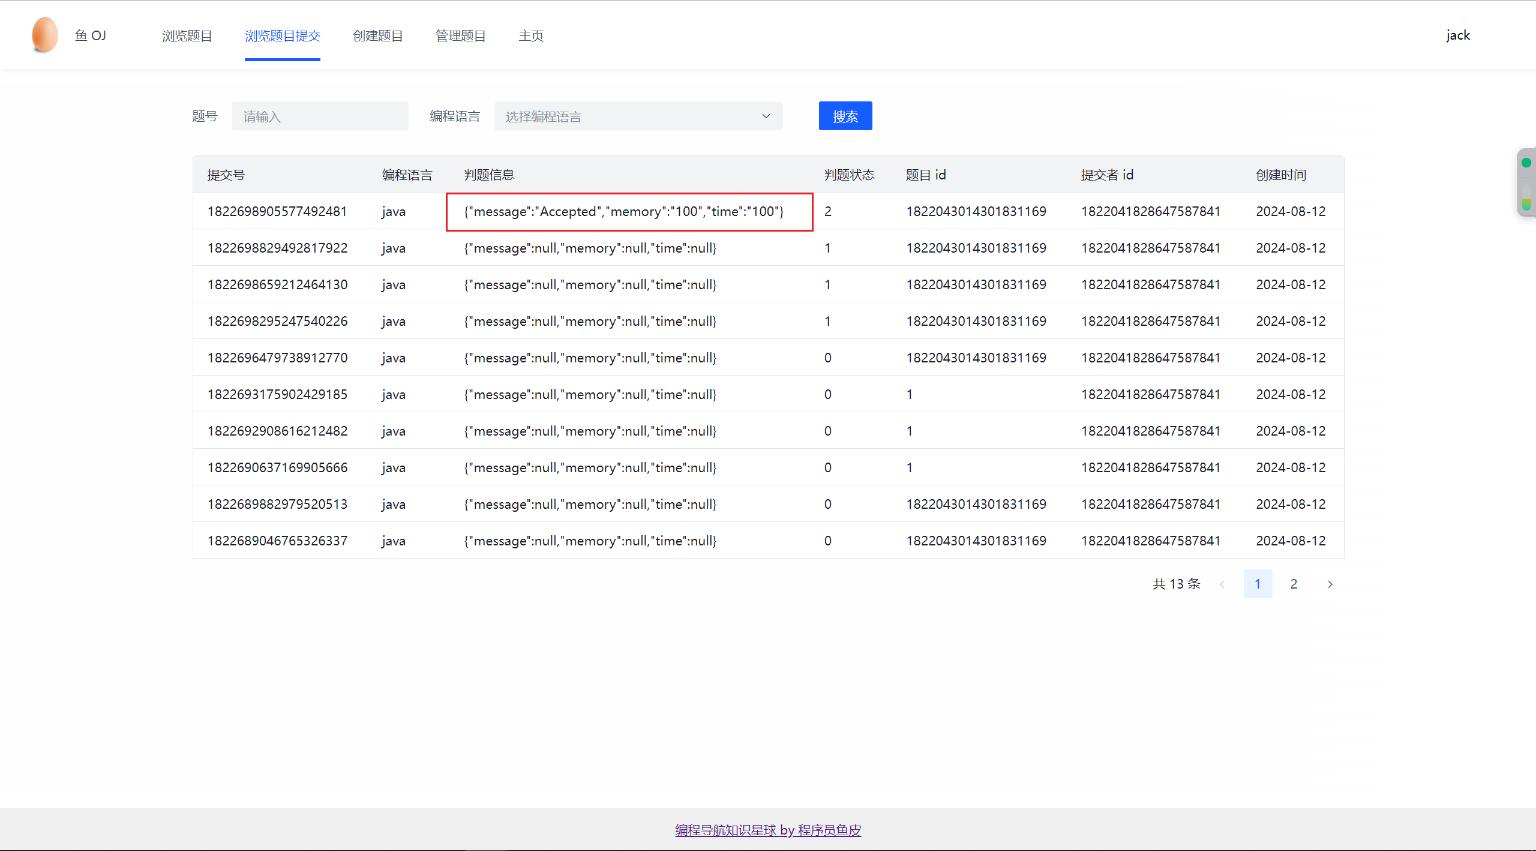 鱼 OJ 浏览题目 浏览题目提交 创建题目 管理题目 主页 jack
题号 请输入 编程语言 选择编程语言 搜索
提交号 编程语言 判题信息 判题状态 题目 id 提交者 id 创建时间
1822698905577492481 java {"message":"Accepted","memory":"100","time":"100"} 2 1822043014301831169 1822041828647587841 2024-08-12
1822698829492817922 java {"message":null,"memory":null,"time":null} 1 1822043014301831169 1822041828647587841 2024-08-12
1822698659212464130 java {"message":null,"memory":null,"time":null} 1 1822043014301831169 1822041828647587841 2024-08-12
1822698295247540226 java {"message":null,"memory":null,"time":null} 1 1822043014301831169 1822041828647587841 2024-08-12
1822696479738912770 java {"message":null,"memory":null,"time":null} 0 1822043014301831169 1822041828647587841 2024-08-12
1822693175902429185 java {"message":null,"memory":null,"time":null} 0 1 1822041828647587841 2024-08-12
1822692908616212482 java {"message":null,"memory":null,"time":null} 0 1 1822041828647587841 2024-08-12
1822690637169905666 java {"message":null,"memory":null,"time":null} 0 1 1822041828647587841 2024-08-12
1822689882979520513 java {"message":null,"memory":null,"time":null} 0 1822043014301831169 1822041828647587841 2024-08-12
1822689046765326337 java {"message":null,"memory":null,"time":null} 0 1822043014301831169 1822041828647587841 2024-08-12
共 13 条 1 2
编程导航知识星球 by 程序员鱼皮